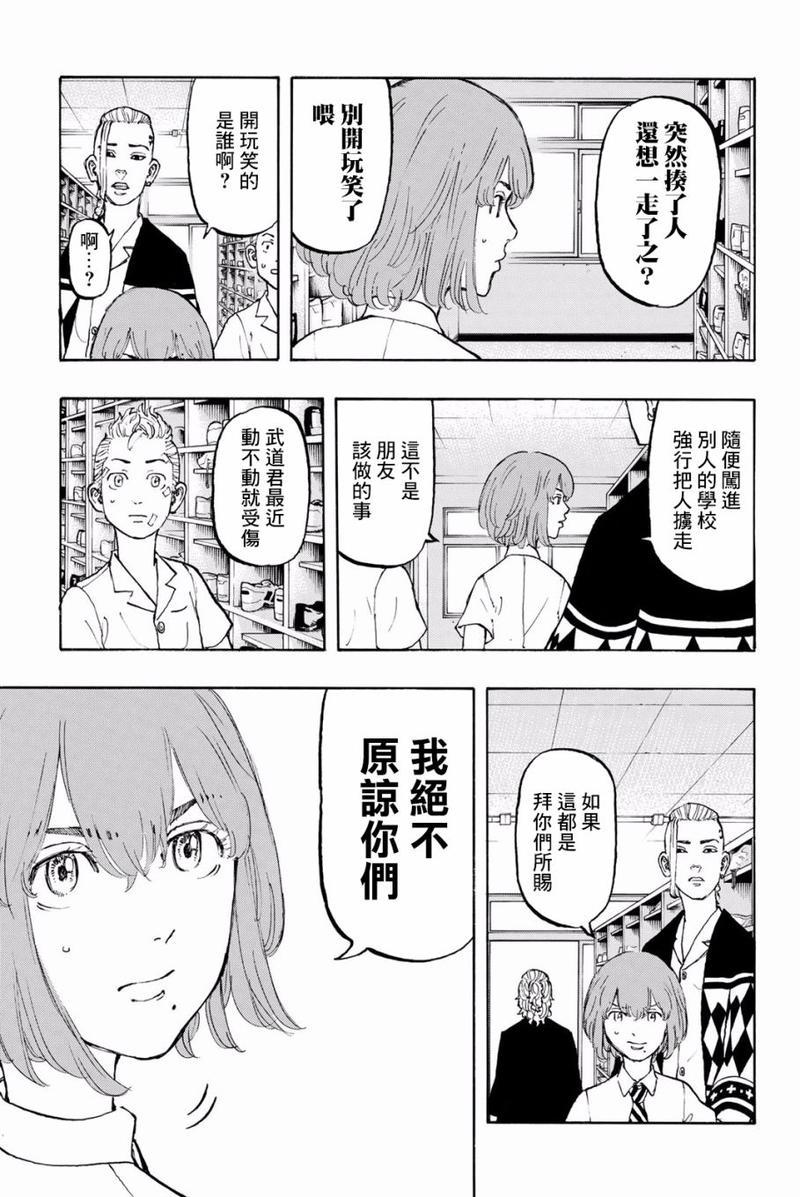 突然揍了人
還想一走了之？
別開玩笑了
喂
開玩笑的
是誰啊？
啊
…？
隨便闖進
別人的學校
強行把人擄走
這不是
朋友
該做的事
武道君最近
動不動就受傷
如果
這都是
拜你們所賜
我絕不
原諒你們